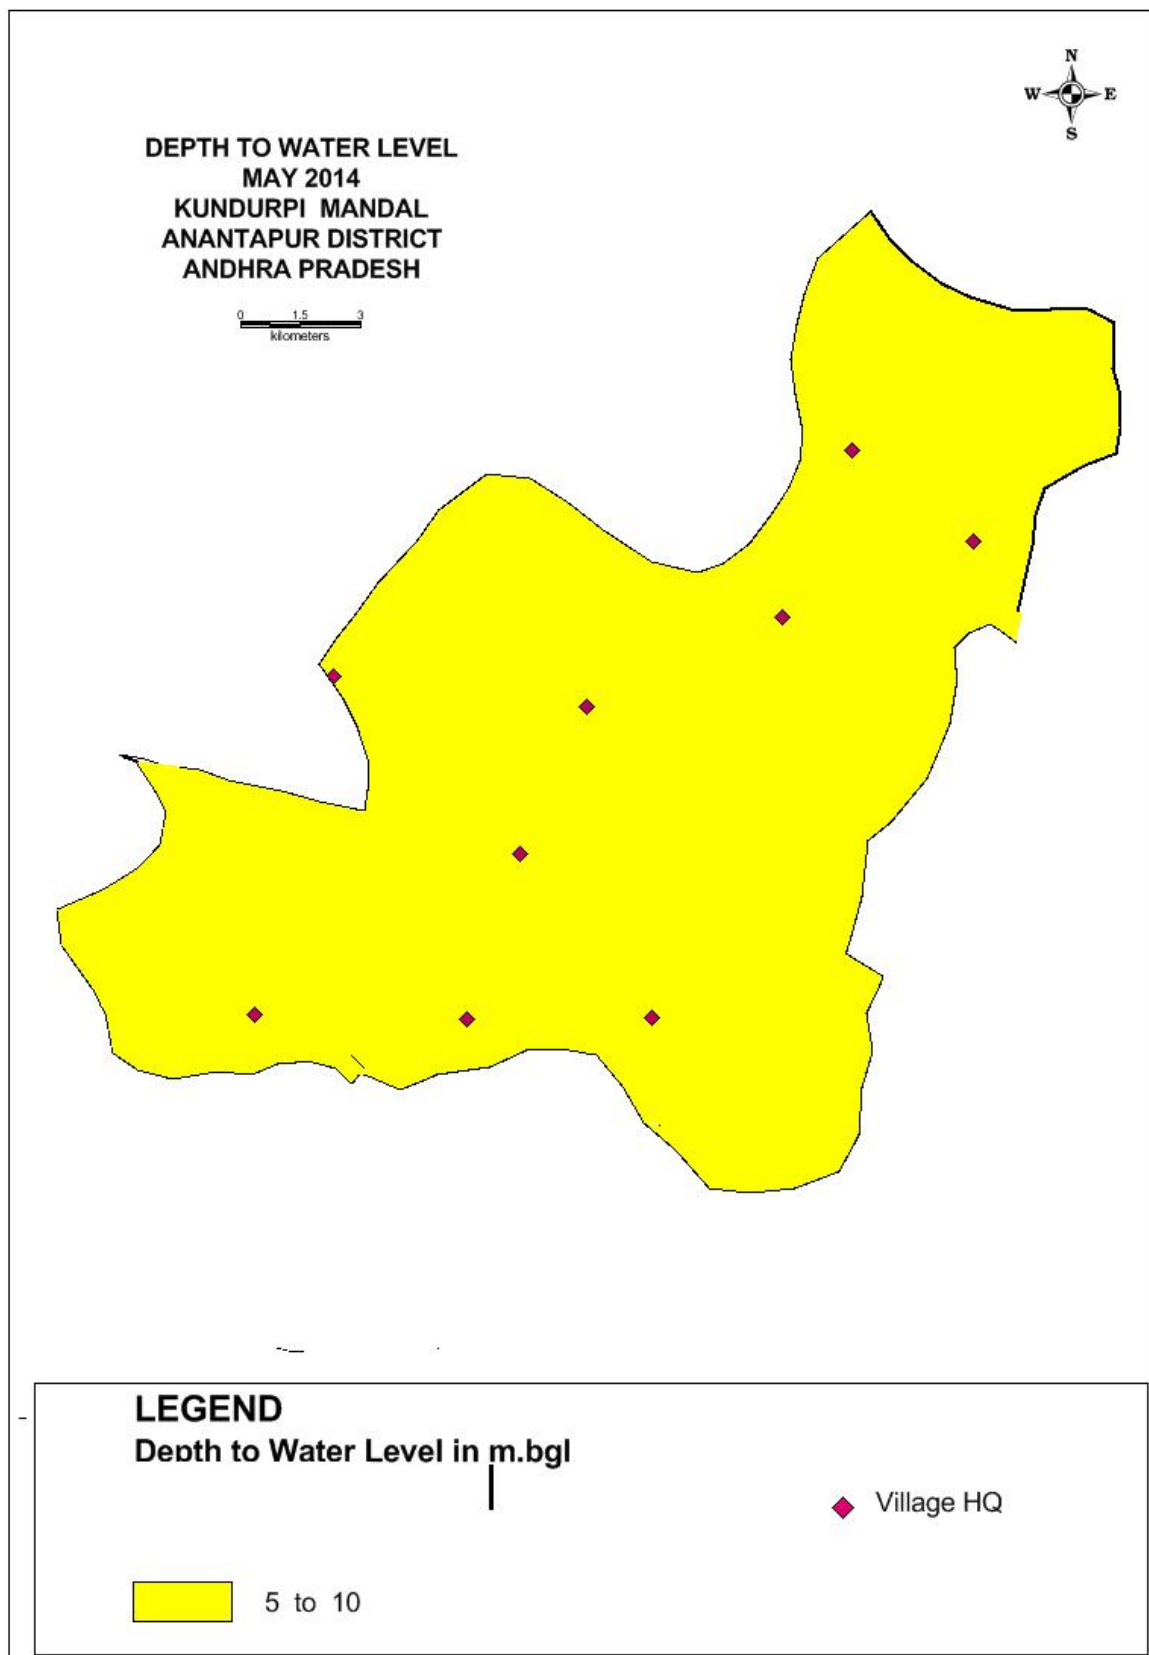 N
W E
S
DEPTH TO WATER LEVEL
MAY 2014
KUNDURPI MANDAL
ANANTAPUR DISTRICT
ANDHRA PRADESH
0 1.5 3
kilometers
LEGEND
Depth to Water Level in m.bgl
Village HQ
5 to 10